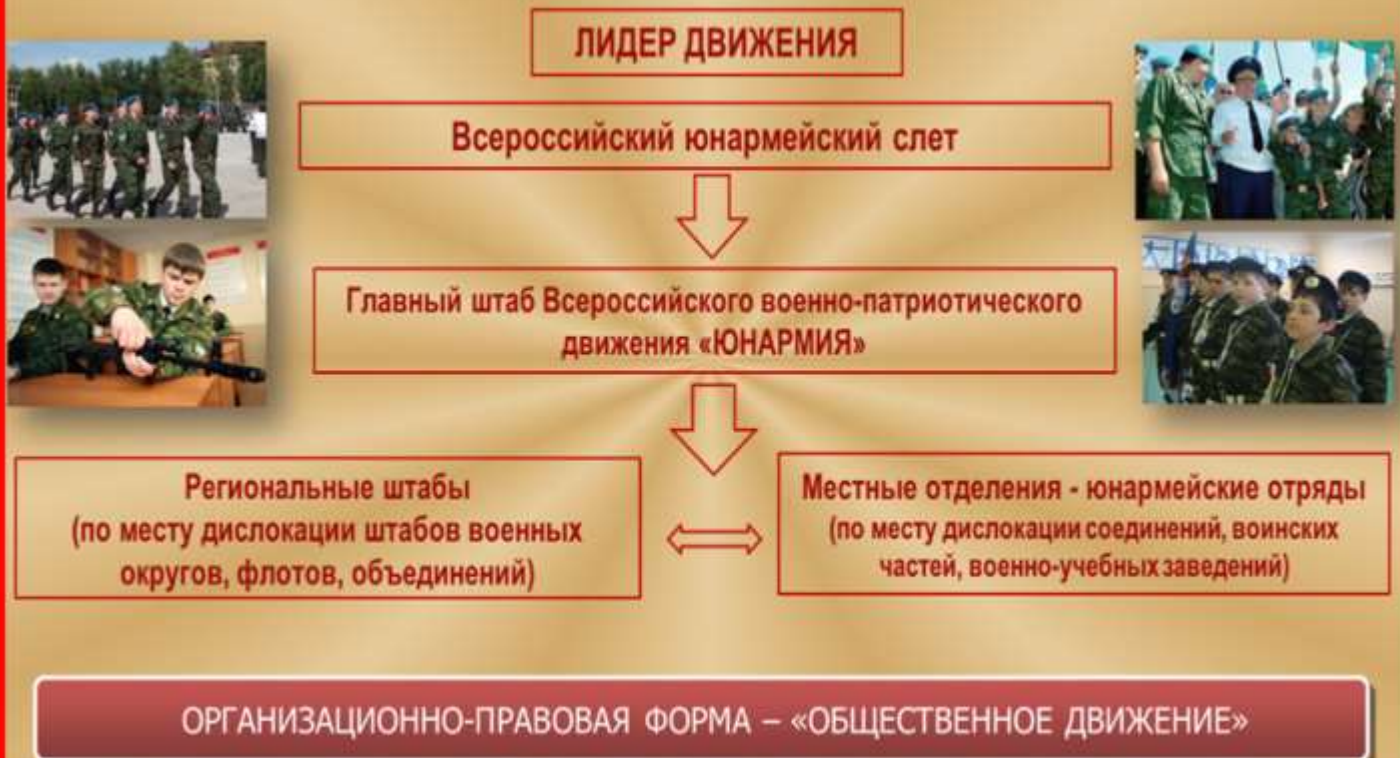 ЛИДЕР ДВИЖЕНИЯ
Всероссийский юнармейский слет
Главный штаб Всероссийского военно-патриотического
движения «ЮНАРМИЯ»
Региональные штабы
(по месту дислокации штабов военных
округов, флотов, объединений)
Местные отделения - юнармейские отряды
(по месту дислокации соединений, воинских
частей, военно-учебных заведений)
ОРГАНИЗАЦИОННО-ПРАВОВАЯ ФОРМА – «ОБЩЕСТВЕННОЕ ДВИЖЕНИЕ»